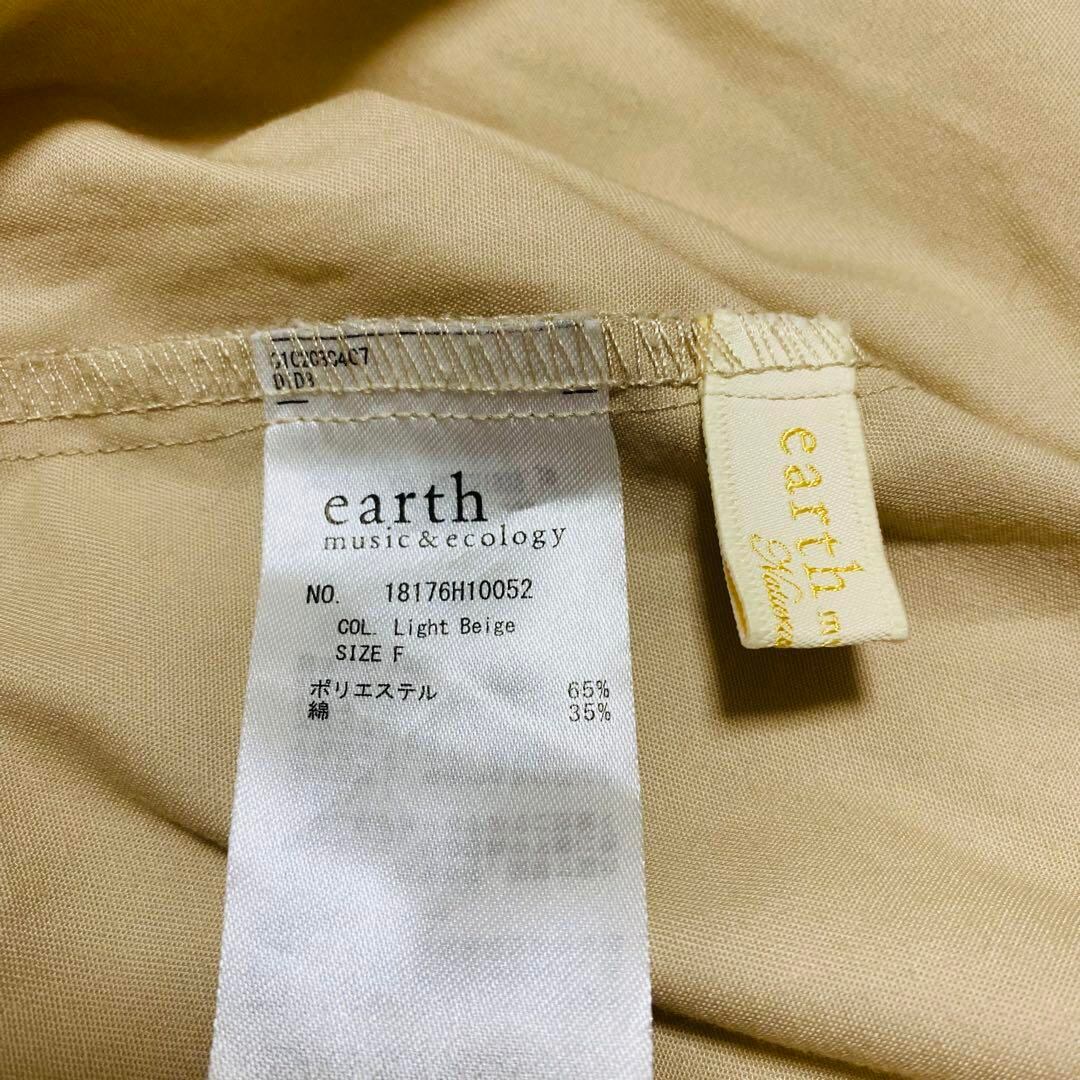 D1D3
earth
music & ecology
NO. 18176H10052
COL. Light Beige
SIZE F
ポリエステル 65%
綿 35%
earth